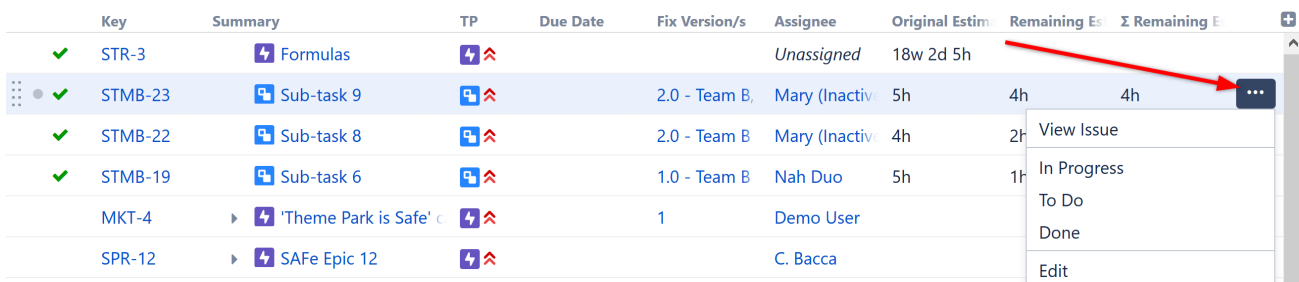 Key Summary TP Due Date Fix Version/s Assignee Original Estim Remaining Es Σ Remaining E
STR-3 Formulas Unassigned 18w 2d 5h
STMB-23 Sub-task 9 2.0 - Team B, Mary (Inactive 5h 4h 4h
STMB-22 Sub-task 8 2.0 - Team B Mary (Inactive 4h 2h
View Issue
STMB-19 Sub-task 6 1.0 - Team B Nah Duo 5h 1h
In Progress
To Do
MKT-4 'Theme Park is Safe' c 1 Demo User
Done
SPR-12 SAFe Epic 12 C. Bacca
Edit